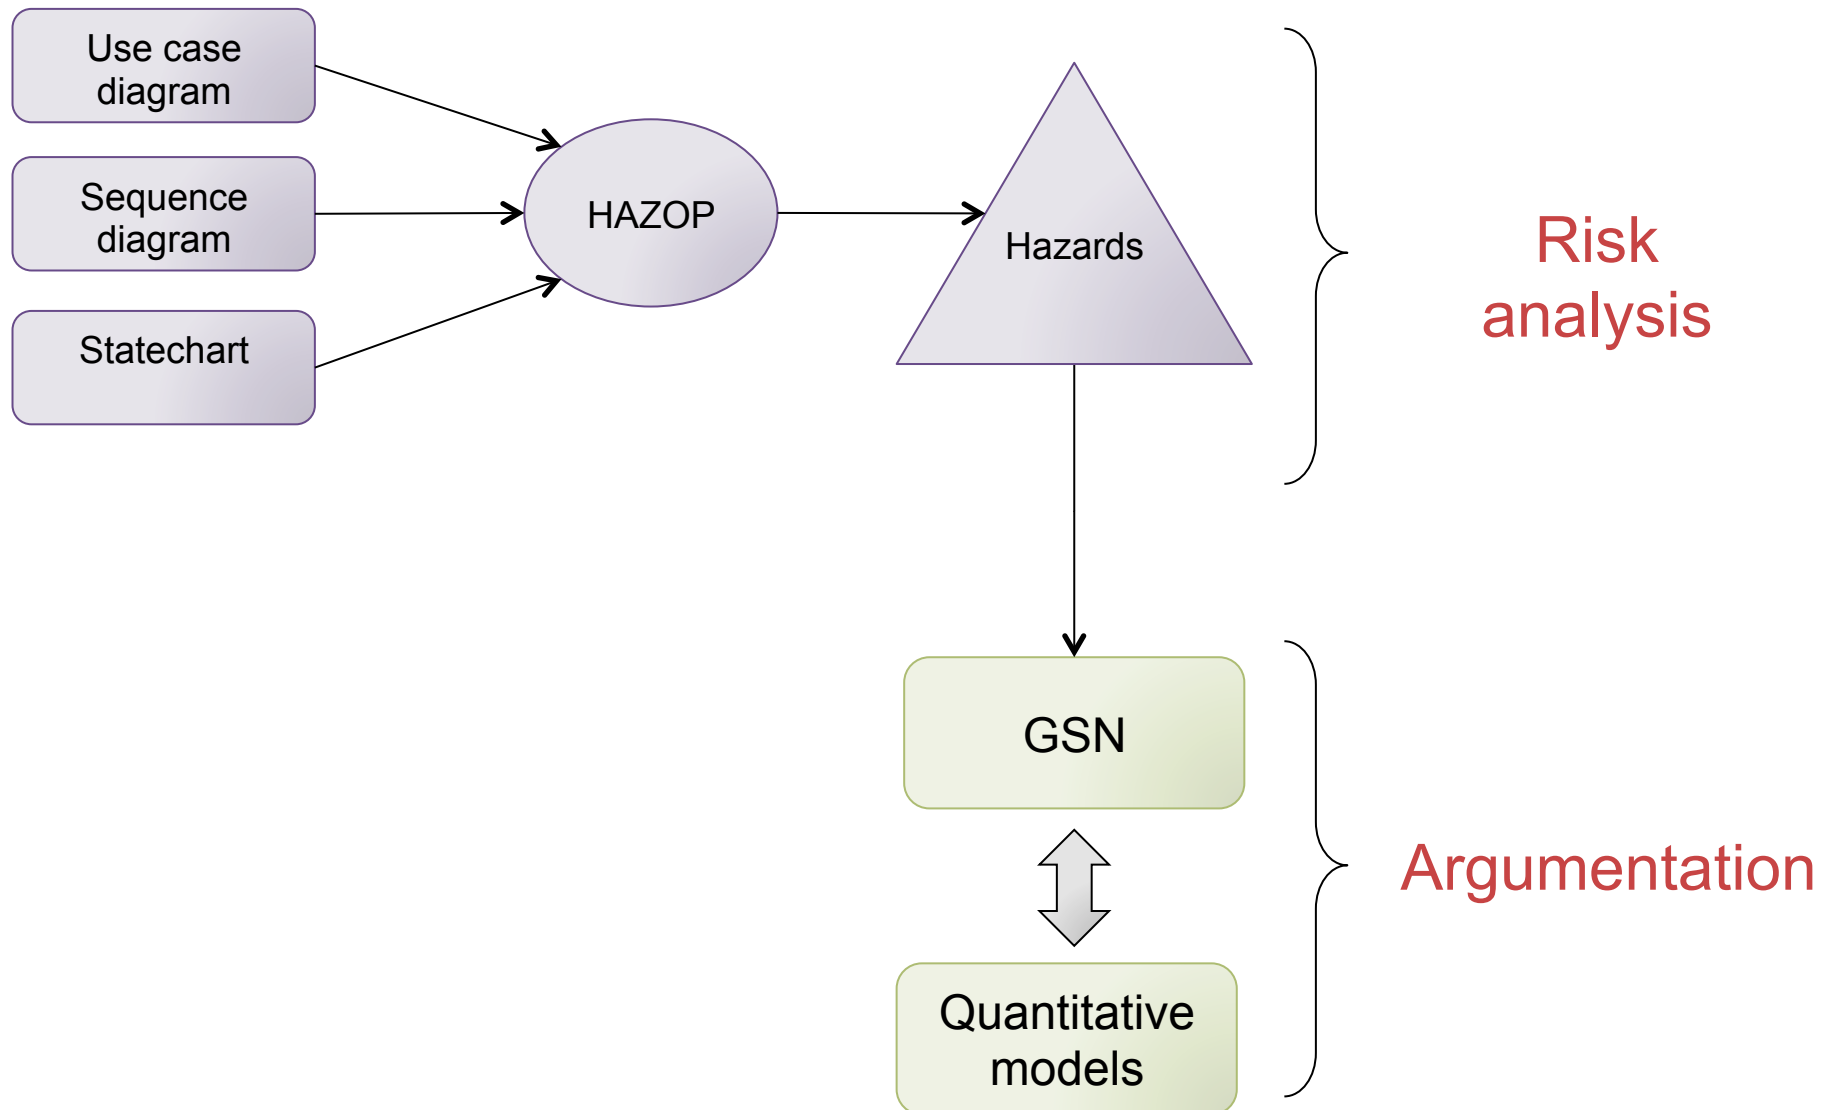 Use case
diagram
Sequence
diagram
Statechart
HAZOP
Hazards
Risk
analysis
GSN
Argumentation
Quantitative
models